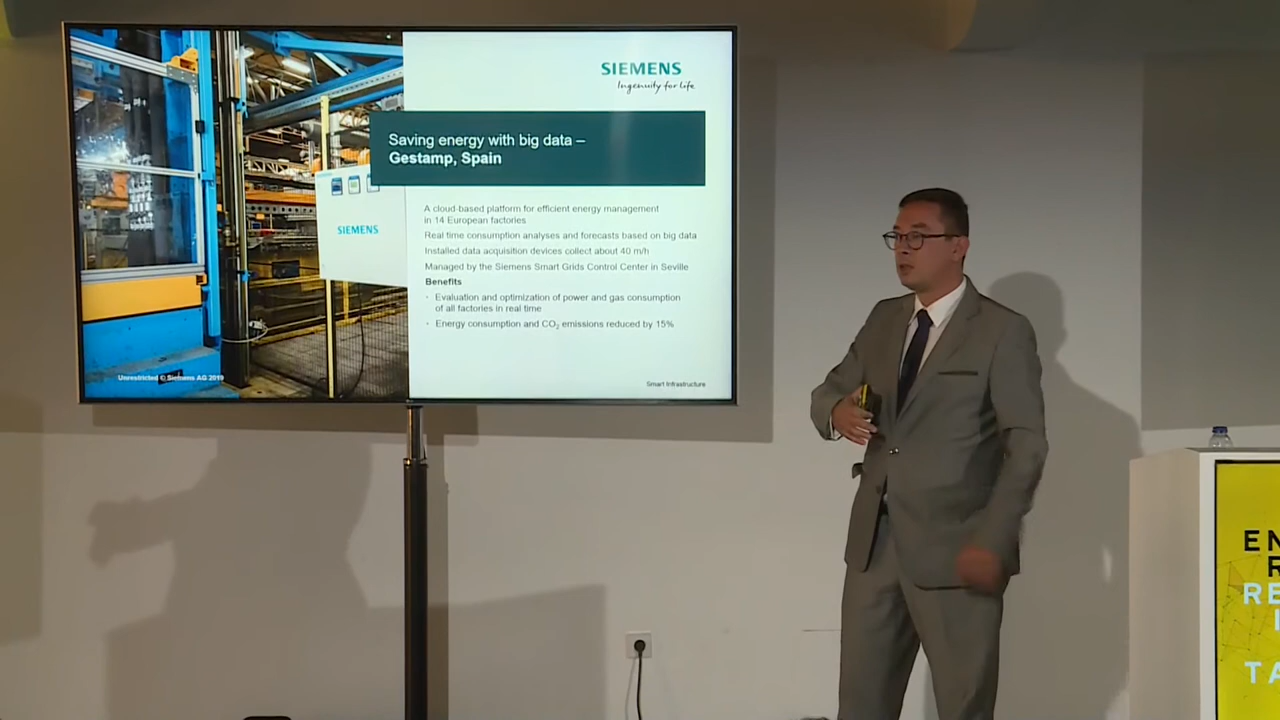 SIEMENS
Ingenuity for life
Saving energy with big data –
Gestamp, Spain
SIEMENS
A cloud-based platform for efficient energy management
in 14 European factories
Real time consumption analyses and forecasts based on big data
Installed data acquisition devices collect about 40 m/h
Managed by the Siemens Smart Grids Control Center in Seville
Benefits
· Evaluation and optimization of power and gas consumption
of all factories in real time
· Energy consumption and CO₂ emissions reduced by 15%
Unrestricted © Siemens AG 2019
Smart Infrastructure
EN
R
RE
I
TA